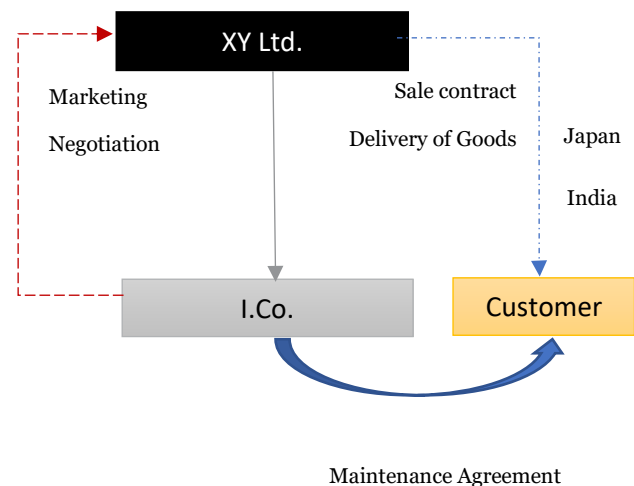 XY Ltd.
Marketing
Negotiation
Sale contract
Delivery of Goods
Japan
India
I.Co.
Customer
Maintenance Agreement